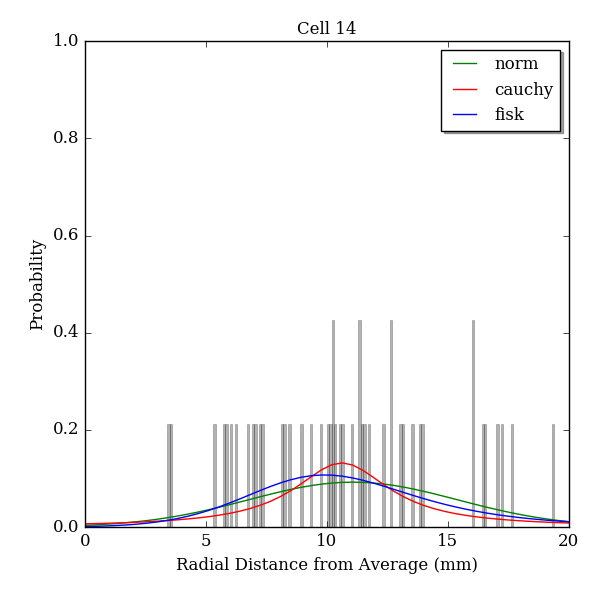 Cell 14
1.0
0.8
0.6
0.4
0.2
0.0
Probability
norm
cauchy
fisk
0 5 10 15 20
Radial Distance from Average (mm)